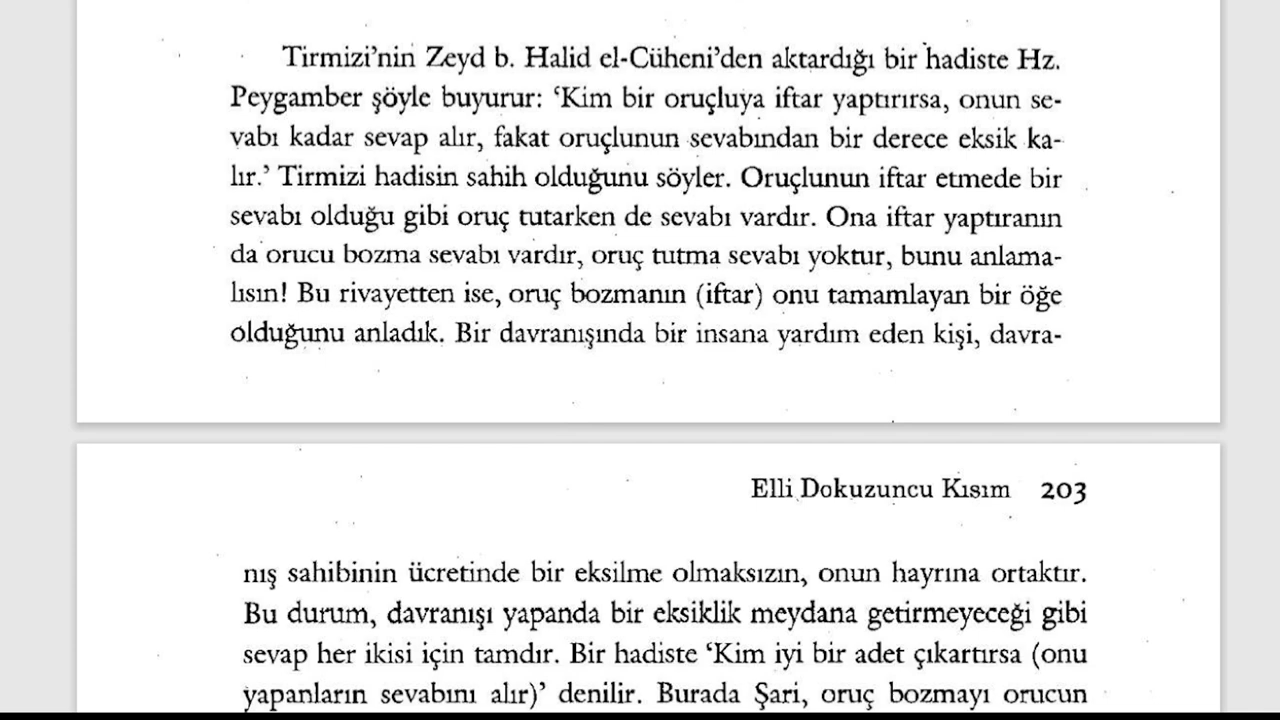 Tirmizi’nin Zeyd b. Halid el-Cüheni’den aktardığı bir hadiste Hz.
Peygamber şöyle buyurur: ‘Kim bir oruçluya iftar yaptırırsa, onun se-
vabı kadar sevap alır, fakat oruçlunun sevabından bir derece eksik ka-
lır.’ Tirmizi hadisin sahih olduğunu söyler. Oruçlunun iftar etmede bir
sevabı olduğu gibi oruç tutarken de sevabı vardır. Ona iftar yaptıranın
da orucu bozma sevabı vardır, oruç tutma sevabı yoktur, bunu anlama-
lısın! Bu rivayetten ise, oruç bozmanın (iftar) onu tamamlayan bir öğe
olduğunu anladık. Bir davranışında bir insana yardım eden kişi, davra-
Elli Dokuzuncu Kısım 203
nış sahibinin ücretinde bir eksilme olmaksızın, onun hayrına ortaktır.
Bu durum, davranışı yapanda bir eksiklik meydana getirmeyeceği gibi
sevap her ikisi için tamdır. Bir hadiste ‘Kim iyi bir adet çıkartırsa (onu
yapanların sevabını alır)’ denilir. Burada Şari, oruç bozmayı orucun